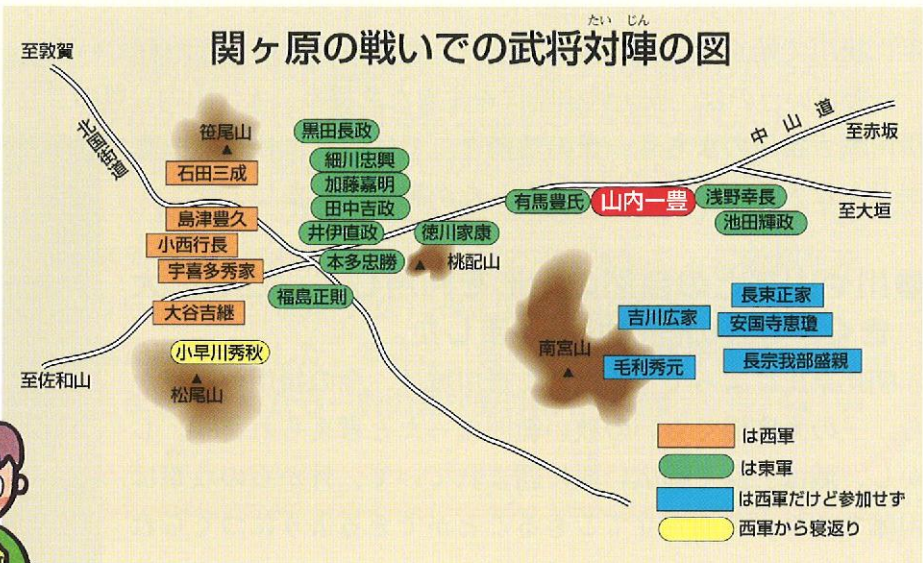 たい じん
関ヶ原の戦いでの武将対陣の図
至敦賀
北国街道
笹尾山
石田三成
島津豊久
小西行長
宇喜多秀家
大谷吉継
小早川秀秋
松尾山
至佐和山
黒田長政
細川忠興
加藤嘉明
田中吉政
井伊直政
本多忠勝
福島正則
徳川家康
桃配山
有馬豊氏
山内一豊
浅野幸長
池田輝政
中山道
至赤坂
至大垣
南宮山
吉川広家
毛利秀元
長束正家
安国寺恵瓊
長宗我部盛親
は西軍
は東軍
は西軍だけど参加せず
西軍から寝返り